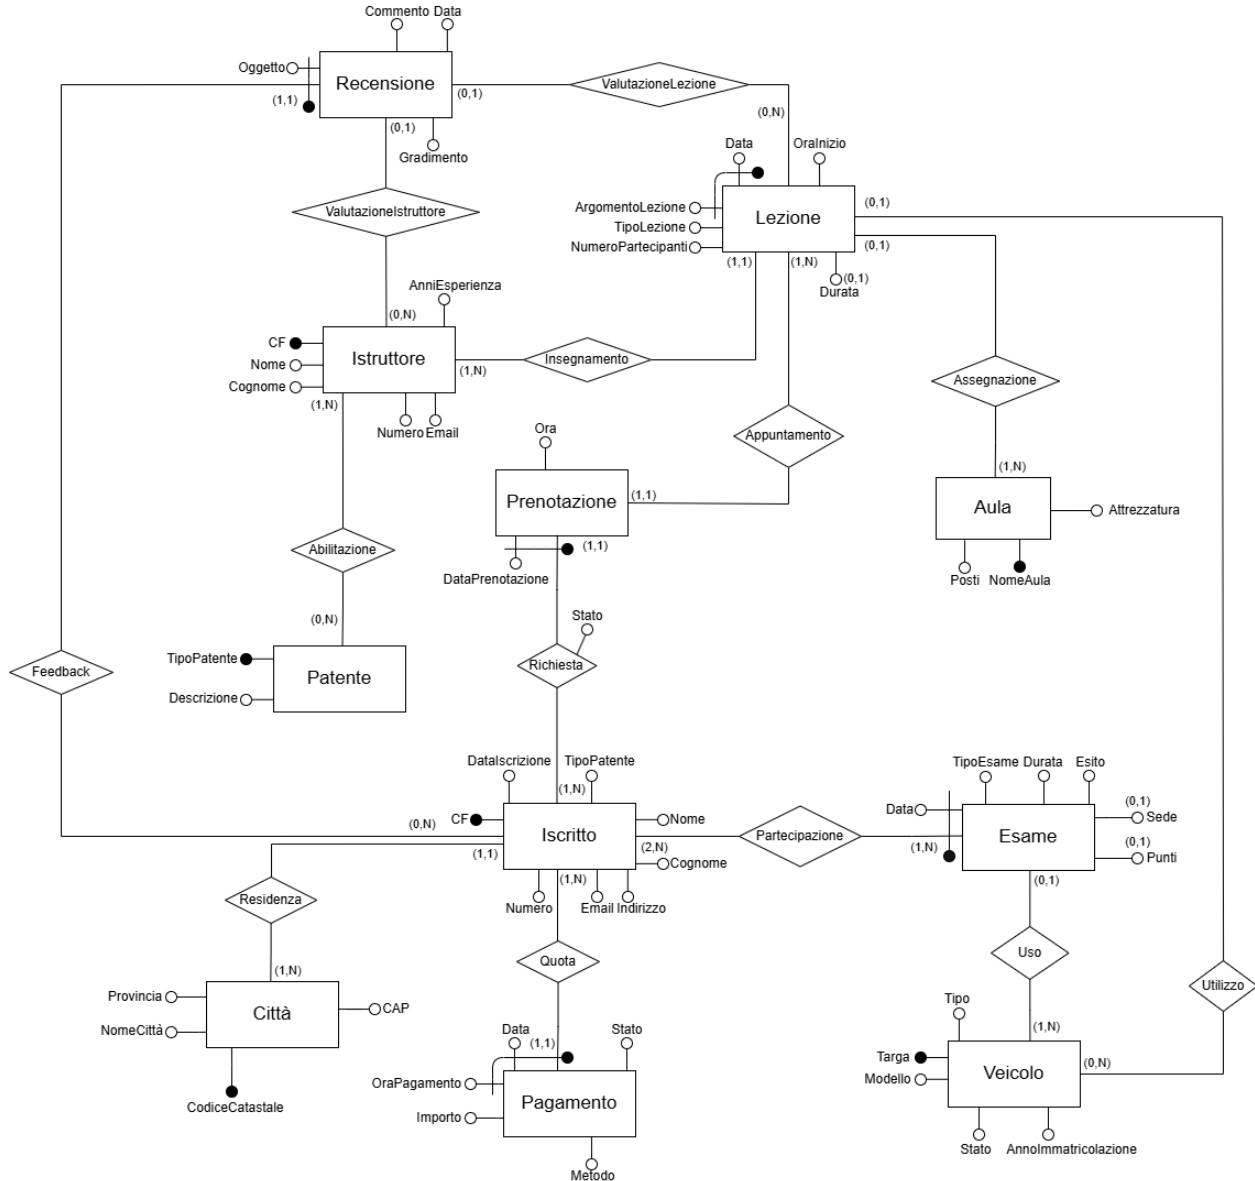 Commento Data
Oggetto
Recensione
(1,1)
(0,1)
(0,1)
Gradimento
ValutazioneLezione
(0,N)
Data
OraInizio
ArgomentoLezione
TipoLezione
NumeroPartecipanti
Lezione
(0,1)
(0,1)
(1,1)
(1,N)
(0,1)
Durata
ValutazioneIstruttore
AnniEsperienza
(0,N)
CF
Nome
Cognome
Istruttore
(1,N)
(1,N)
Numero Email
Insegnamento
Assegnazione
Appuntamento
Ora
Prenotazione
(1,1)
(1,1)
DataPrenotazione
(1,N)
Aula
Attrezzatura
Posti
NomeAula
Abilitazione
(0,N)
TipoPatente
Descrizione
Patente
Feedback
Stato
Richiesta
DataIscrizione
TipoPatente
(1,N)
CF
Iscritto
Nome
Cognome
(0,N)
(1,1)
(2,N)
(1,N)
Numero
Email Indirizzo
Partecipazione
TipoEsame Durata Esito
Data
Esame
(0,1)
Sede
(0,1)
Punti
(1,N)
(0,1)
Residenza
(1,N)
Provincia
NomeCittà
Città
CAP
CodiceCatastale
Quota
Data
(1,1)
Stato
OraPagamento
Importo
Pagamento
Metodo
Uso
Utilizzo
Tipo
(1,N)
Targa
Modello
Veicolo
(0,N)
Stato
AnnoImmatricolazione